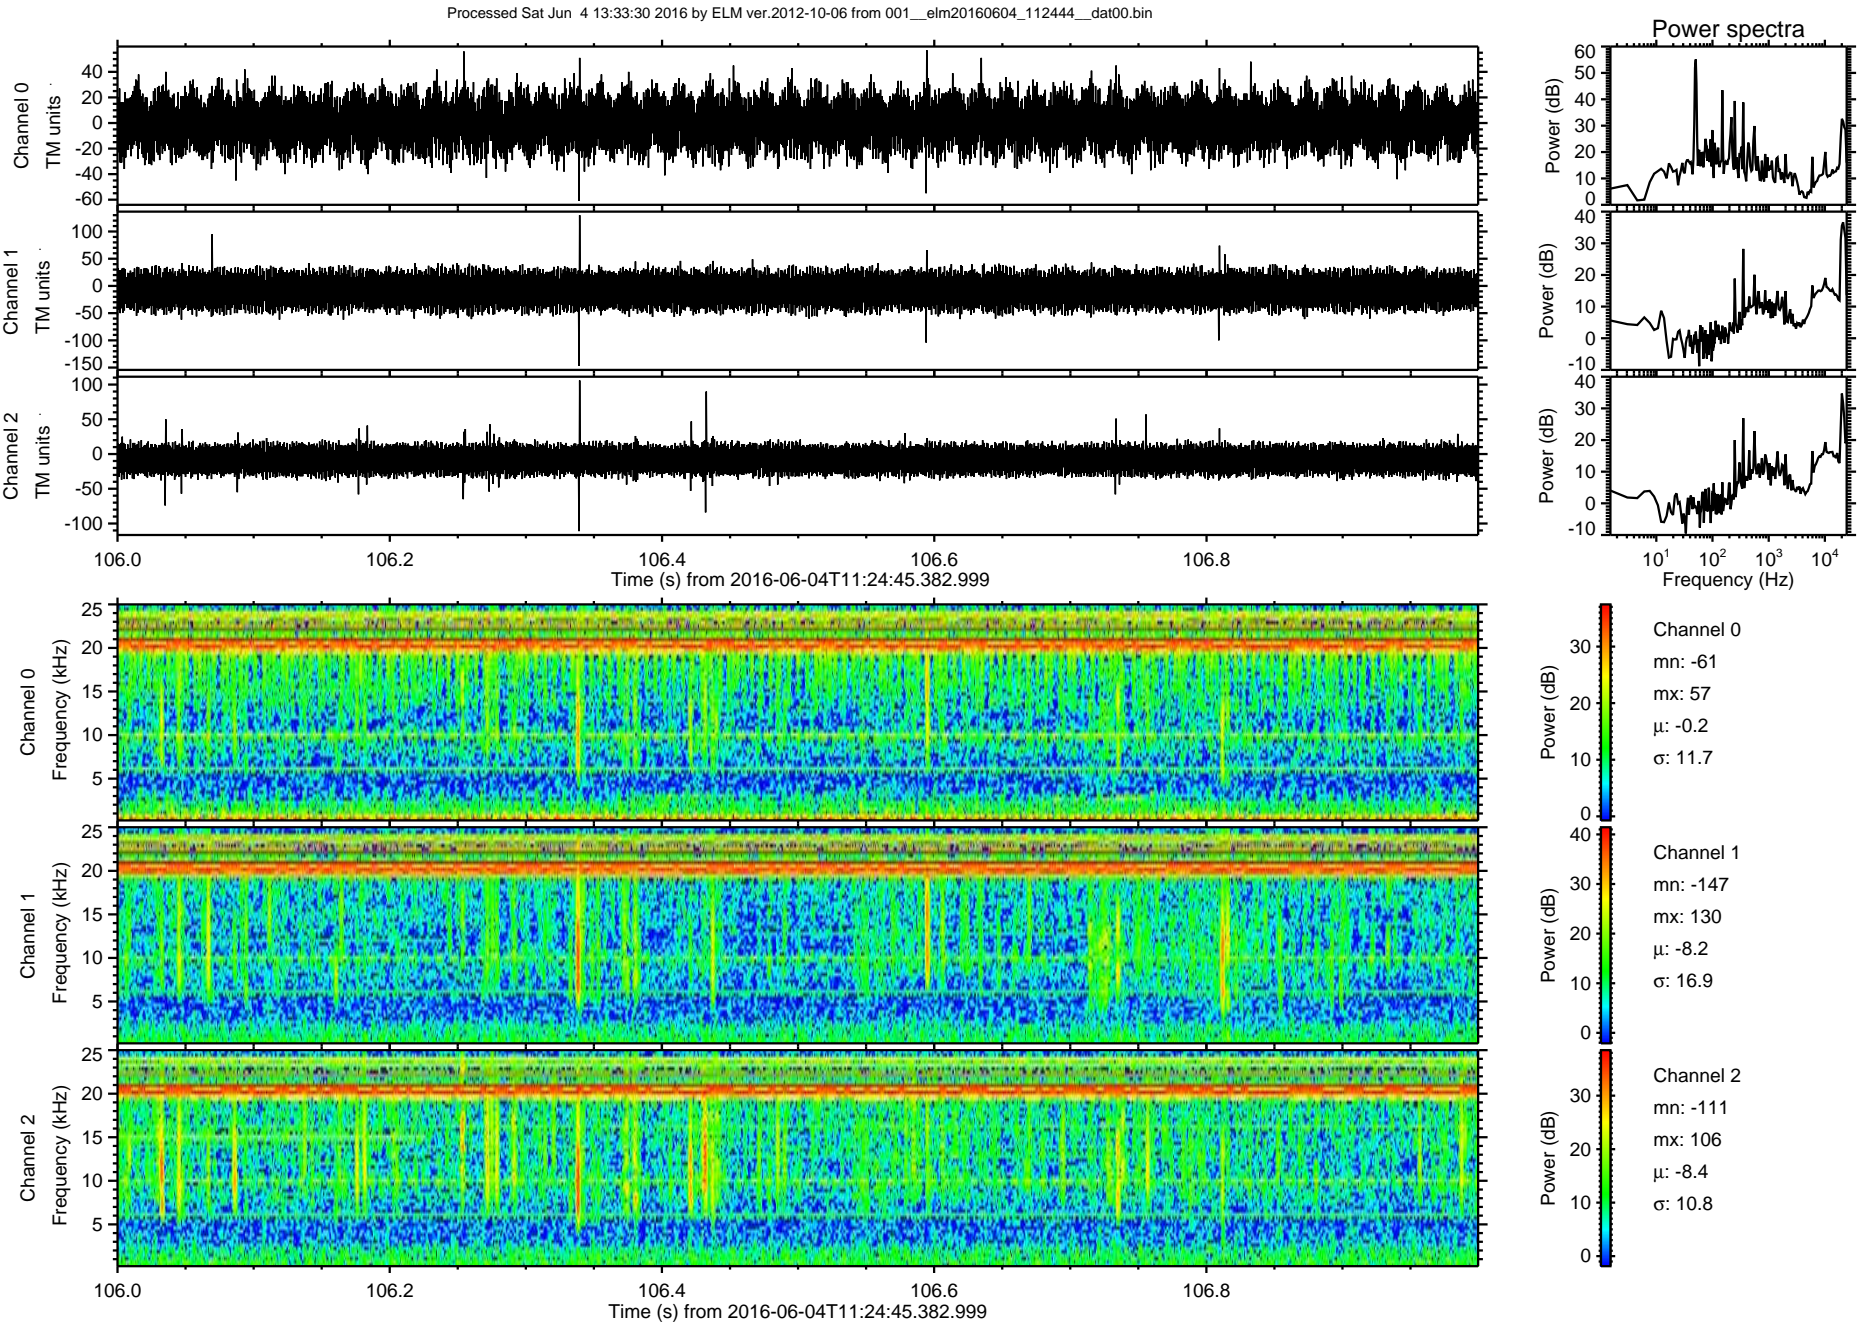 Processed Sat Jun  4 13:33:30 2016 by ELM ver.2012-10-06 from 001__elm20160604_112444__dat00.bin
Power spectra
Channel 0
TM units
40
20
0
-20
-40
-60
Power (dB)
60
50
40
30
20
10
0
Channel 1
TM units
100
50
0
-50
-100
-150
Power (dB)
40
30
20
10
0
-10
Channel 2
TM units
100
50
0
-50
-100
Power (dB)
40
30
20
10
0
-10
106.0 106.2 106.4 106.6 106.8
Time (s) from 2016-06-04T11:24:45.382.999
10^1 10^2 10^3 10^4
Frequency (Hz)
Channel 0
Frequency (kHz)
25
20
15
10
5
Power (dB)
30
20
10
0
Channel 0
mn: -61
mx: 57
μ: -0.2
σ: 11.7
Channel 1
Frequency (kHz)
25
20
15
10
5
Power (dB)
40
30
20
10
0
Channel 1
mn: -147
mx: 130
μ: -8.2
σ: 16.9
Channel 2
Frequency (kHz)
25
20
15
10
5
Power (dB)
30
20
10
0
Channel 2
mn: -111
mx: 106
μ: -8.4
σ: 10.8
106.0 106.2 106.4 106.6 106.8
Time (s) from 2016-06-04T11:24:45.382.999